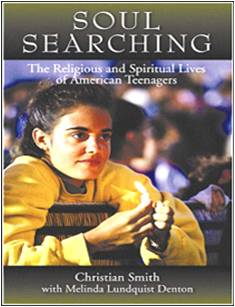 SOUL
SEARCHING
The Religious and Spiritual Lives
of American Teenagers
Christian Smith
with Melinda Lundquist Denton